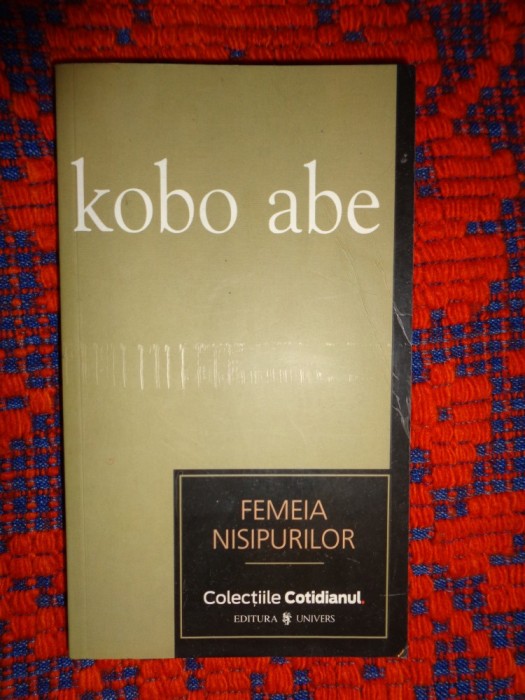 kobo abe
FEMEIA
NISIPURILOR
Colecțiile Cotidianul.
EDITURA UNIVERS